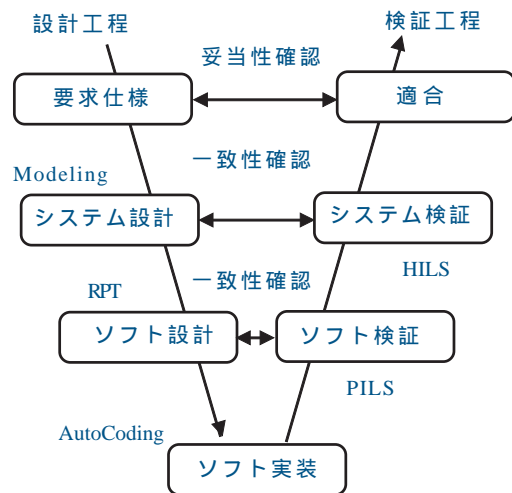 設計工程
検証工程
妥当性確認
要求仕様
適合
一致性確認
Modeling
システム設計
システム検証
HILS
一致性確認
RPT
ソフト設計
ソフト検証
PILS
AutoCoding
ソフト実装